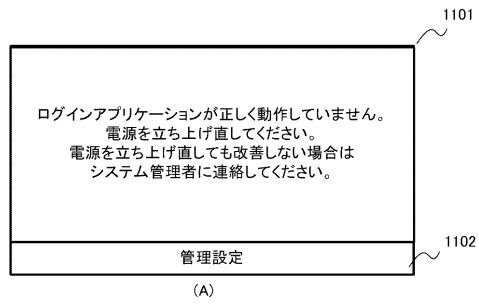 1101
ログインアプリケーションが正しく動作していません。
電源を立ち上げ直してください。
電源を立ち上げ直しても改善しない場合は
システム管理者に連絡してください。
1102
管理設定
(A)